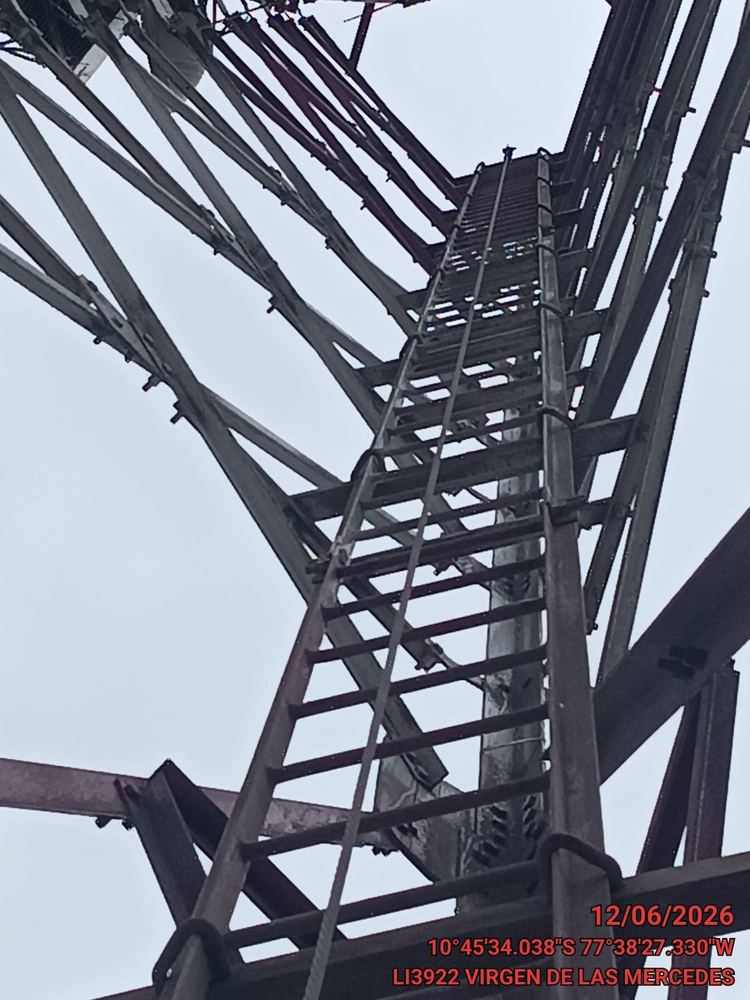 12/06/2026
10°45'34.038"S 77°38'27.330"W
LI3922 VIRGEN DE LAS MERCEDES